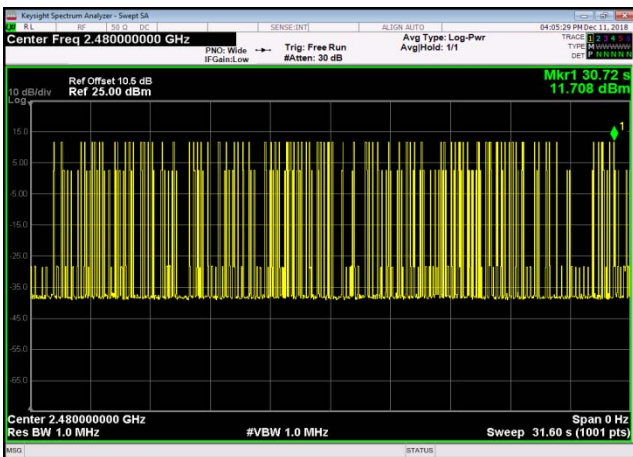 Keysight Spectrum Analyzer - Swept SA
RL RF 50 Ω DC SENSE:INT ALIGN AUTO 04:05:29 PM Dec 11, 2018
Center Freq 2.480000000 GHz
PNO: Wide
IFGain:Low
Trig: Free Run
#Atten: 30 dB
Avg Type: Log-Pwr
Avg|Hold: 1/1
TRACE 1 2 3 4 5 6
TYPE M W W W W W
DET P N N N N N
Ref Offset 10.5 dB
Ref 25.00 dBm
10 dB/div
Log
Mkr1 30.72 s
11.708 dBm
1
15.0
5.00
-5.00
-15.0
-25.0
-35.0
-45.0
-55.0
-65.0
Center 2.480000000 GHz
Span 0 Hz
Res BW 1.0 MHz
#VBW 1.0 MHz
Sweep 31.60 s (1001 pts)
MSG
STATUS